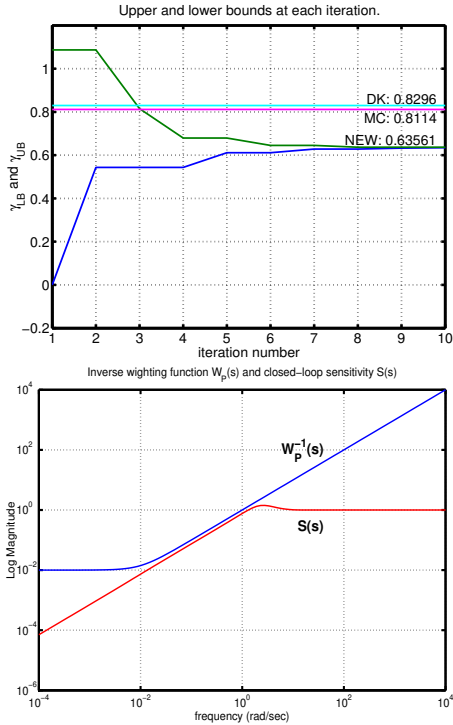 Upper and lower bounds at each iteration.
1
0.8
0.6
0.4
0.2
0
−0.2
γLB and γUB
DK: 0.8296
MC: 0.8114
NEW: 0.63561
1 2 3 4 5 6 7 8 9 10
iteration number
Inverse wighting function WP(s) and closed−loop sensitivity S(s)
10^4
10^2
10^0
10^−2
10^−4
10^−6
Log Magnitude
WP^−1(s)
S(s)
10^−4 10^−2 10^0 10^2 10^4
frequency (rad/sec)